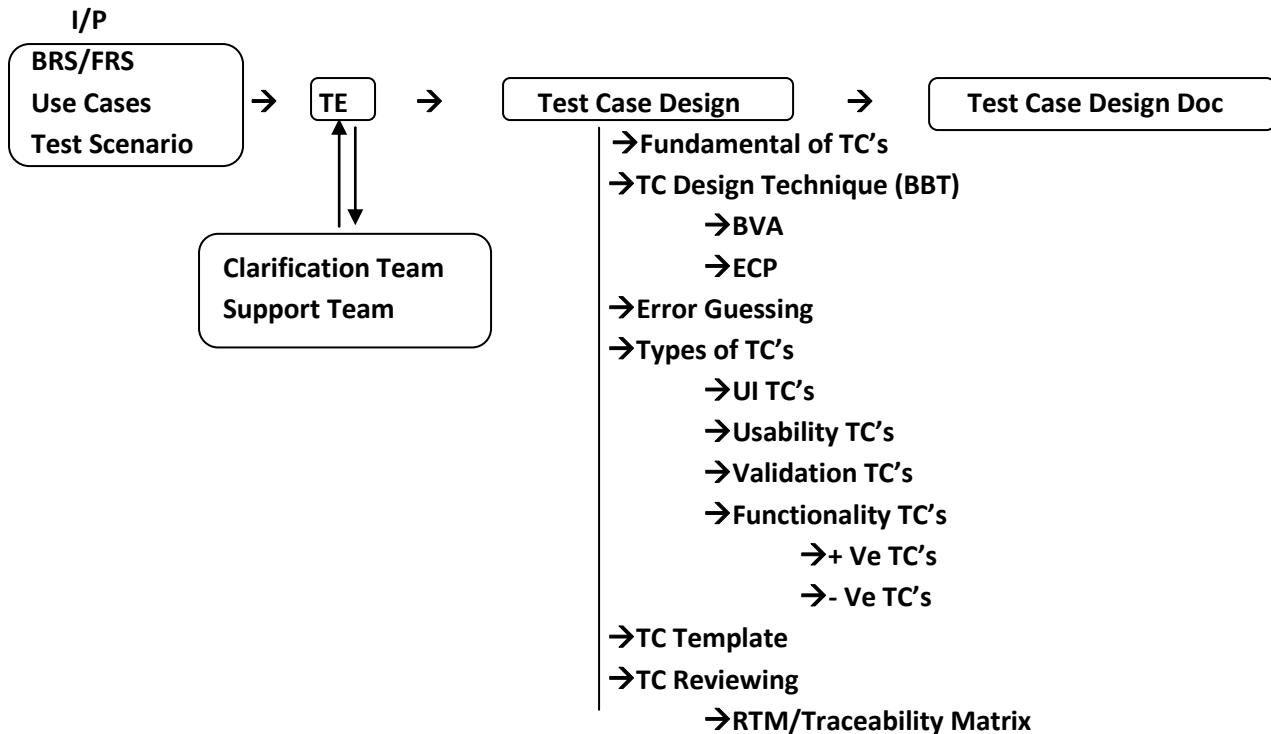 I/P
BRS/FRS
Use Cases
Test Scenario
→ TE → Test Case Design → Test Case Design Doc
Clarification Team
Support Team
→Fundamental of TC’s
→TC Design Technique (BBT)
→BVA
→ECP
→Error Guessing
→Types of TC’s
→UI TC’s
→Usability TC’s
→Validation TC’s
→Functionality TC’s
→+ Ve TC’s
→- Ve TC’s
→TC Template
→TC Reviewing
→RTM/Traceability Matrix